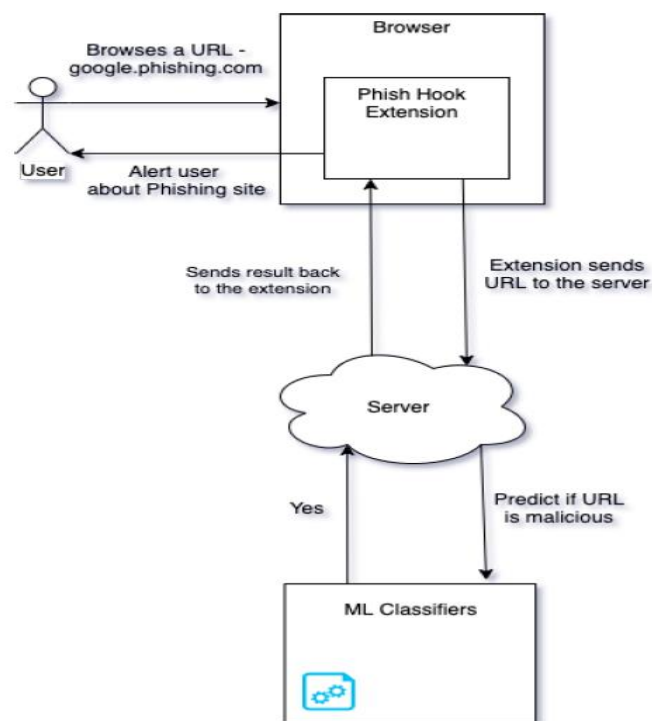 Browser
Browses a URL -
google.phishing.com
Phish Hook
Extension
User
Alert user
about Phishing site
Sends result back
to the extension
Extension sends
URL to the server
Server
Yes
Predict if URL
is malicious
ML Classifiers